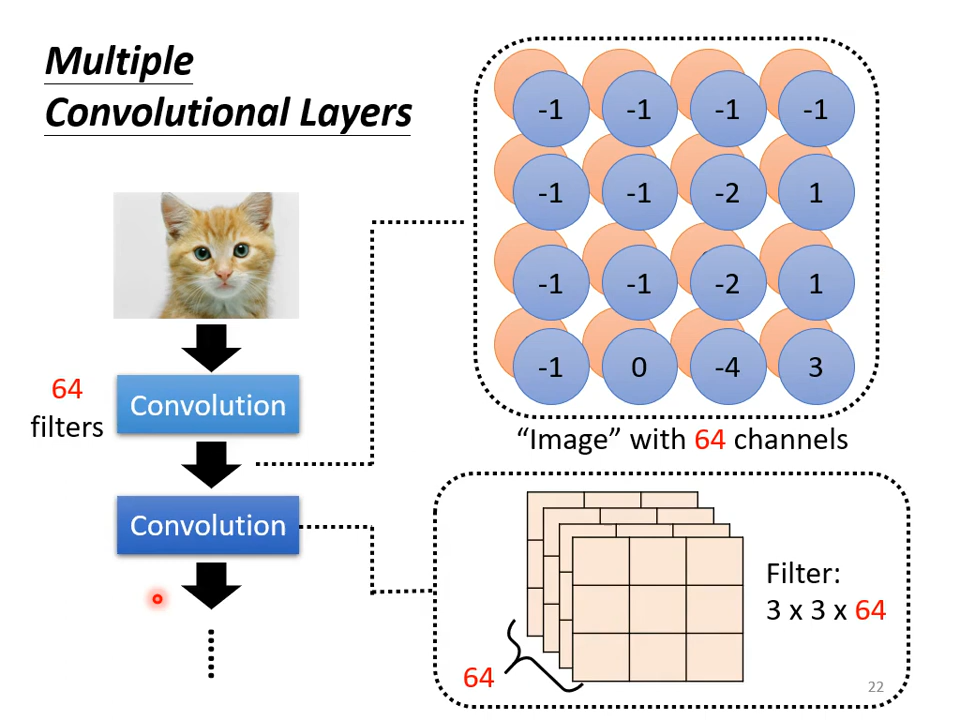 Multiple
Convolutional Layers
-1 -1 -1 -1
-1 -1 -2 1
-1 -1 -2 1
-1 0 -4 3
“Image” with 64 channels
64
filters
Convolution
Convolution
Filter:
3 x 3 x 64
64
22